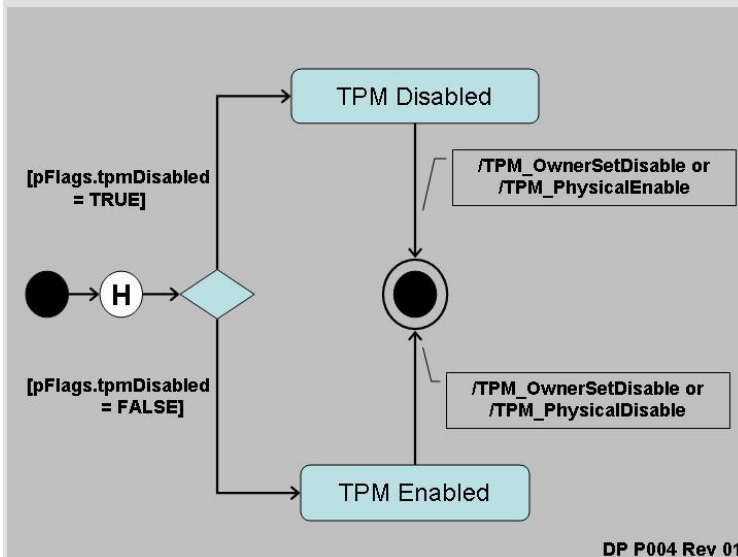 TPM Disabled
[pFlags.tpmDisabled
= TRUE]
/TPM_OwnerSetDisable or
/TPM_PhysicalEnable
H
[pFlags.tpmDisabled
= FALSE]
/TPM_OwnerSetDisable or
/TPM_PhysicalDisable
TPM Enabled
DP P004 Rev 01